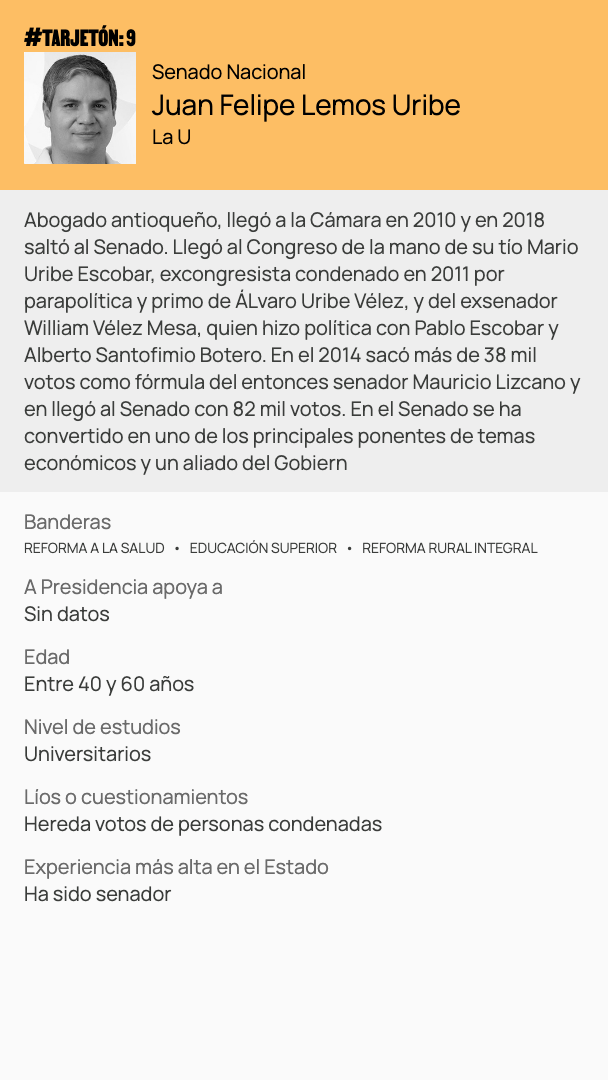 #TARJETÓN: 9
Senado Nacional
Juan Felipe Lemos Uribe
La U
Abogado antioqueño, llegó a la Cámara en 2010 y en 2018
saltó al Senado. Llegó al Congreso de la mano de su tío Mario
Uribe Escobar, excongresista condenado en 2011 por
parapolítica y primo de ÁLvaro Uribe Vélez, y del exsenador
William Vélez Mesa, quien hizo política con Pablo Escobar y
Alberto Santofimio Botero. En el 2014 sacó más de 38 mil
votos como fórmula del entonces senador Mauricio Lizcano y
en llegó al Senado con 82 mil votos. En el Senado se ha
convertido en uno de los principales ponentes de temas
económicos y un aliado del Gobiern
Banderas
REFORMA A LA SALUD • EDUCACIÓN SUPERIOR • REFORMA RURAL INTEGRAL
A Presidencia apoya a
Sin datos
Edad
Entre 40 y 60 años
Nivel de estudios
Universitarios
Líos o cuestionamientos
Hereda votos de personas condenadas
Experiencia más alta en el Estado
Ha sido senador